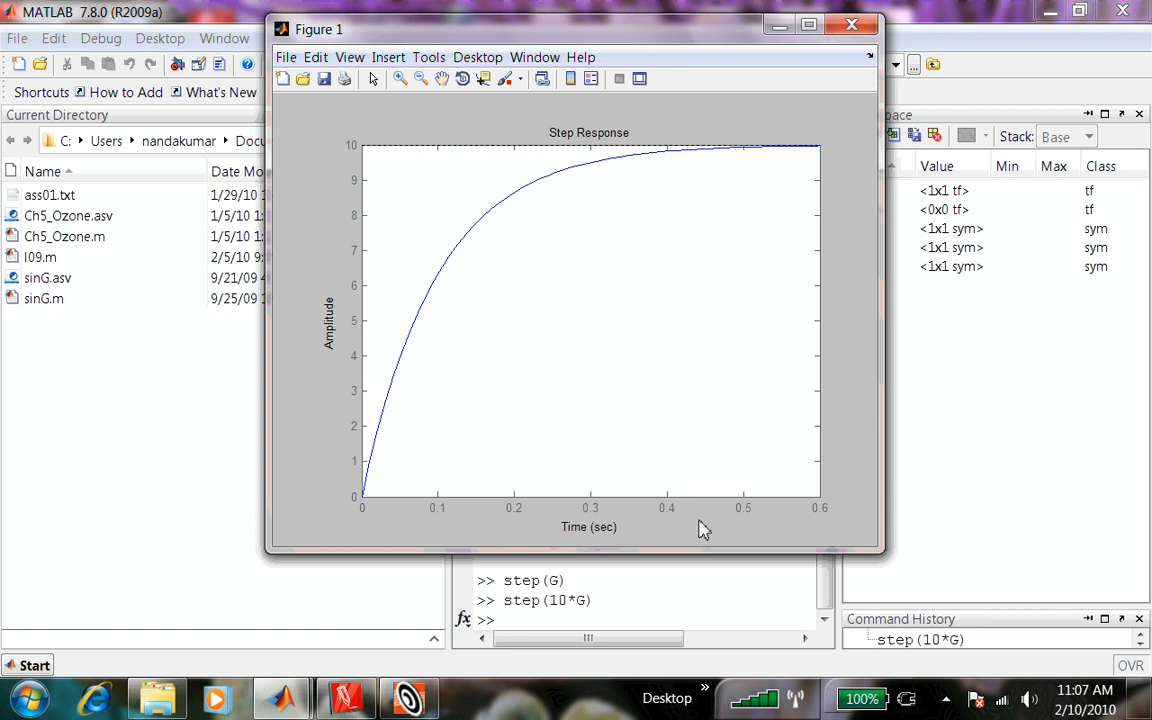 MATLAB 7.8.0 (R2009a)
File Edit Debug Desktop Window
Shortcuts How to Add What's New
Current Directory
C: Users nandakumar
Name Date Mo
ass01.txt 1/29/10
Ch5_Ozone.asv 1/5/10 1:
Ch5_Ozone.m 1/5/10 1:
l09.m 2/5/10 9:
sinG.asv 9/21/09
sinG.m 9/25/09
Figure 1
File Edit View Insert Tools Desktop Window Help
Step Response
10
9
8
7
6
5
4
3
2
1
0
Amplitude
0 0.1 0.2 0.3 0.4 0.5 0.6
Time (sec)
>> step(G)
>> step(10*G)
fx >>
Stack: Base
Value Min Max Class
<1x1 tf> tf
<0x0 tf> tf
<1x1 sym> sym
<1x1 sym> sym
<1x1 sym> sym
Command History
step(10*G)
Start
OVR
Desktop »
100%
11:07 AM
2/10/2010